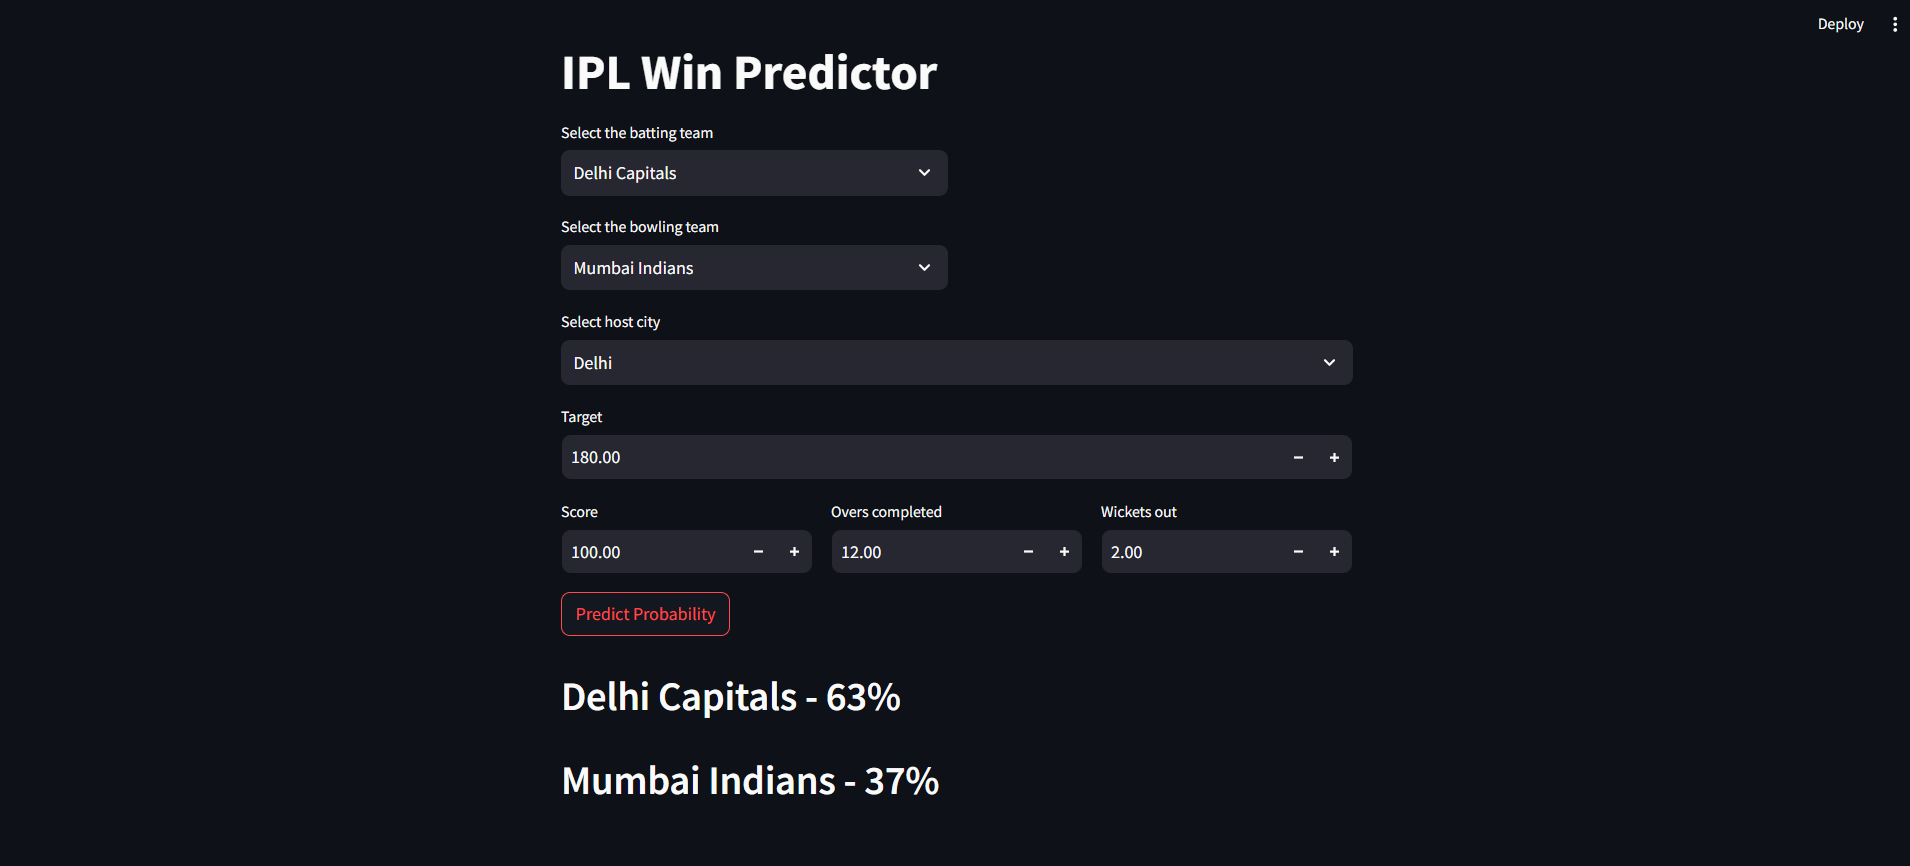 Deploy
IPL Win Predictor
Select the batting team
Delhi Capitals
Select the bowling team
Mumbai Indians
Select host city
Delhi
Target
180.00
Score Overs completed Wickets out
100.00 12.00 2.00
Predict Probability
Delhi Capitals - 63%
Mumbai Indians - 37%